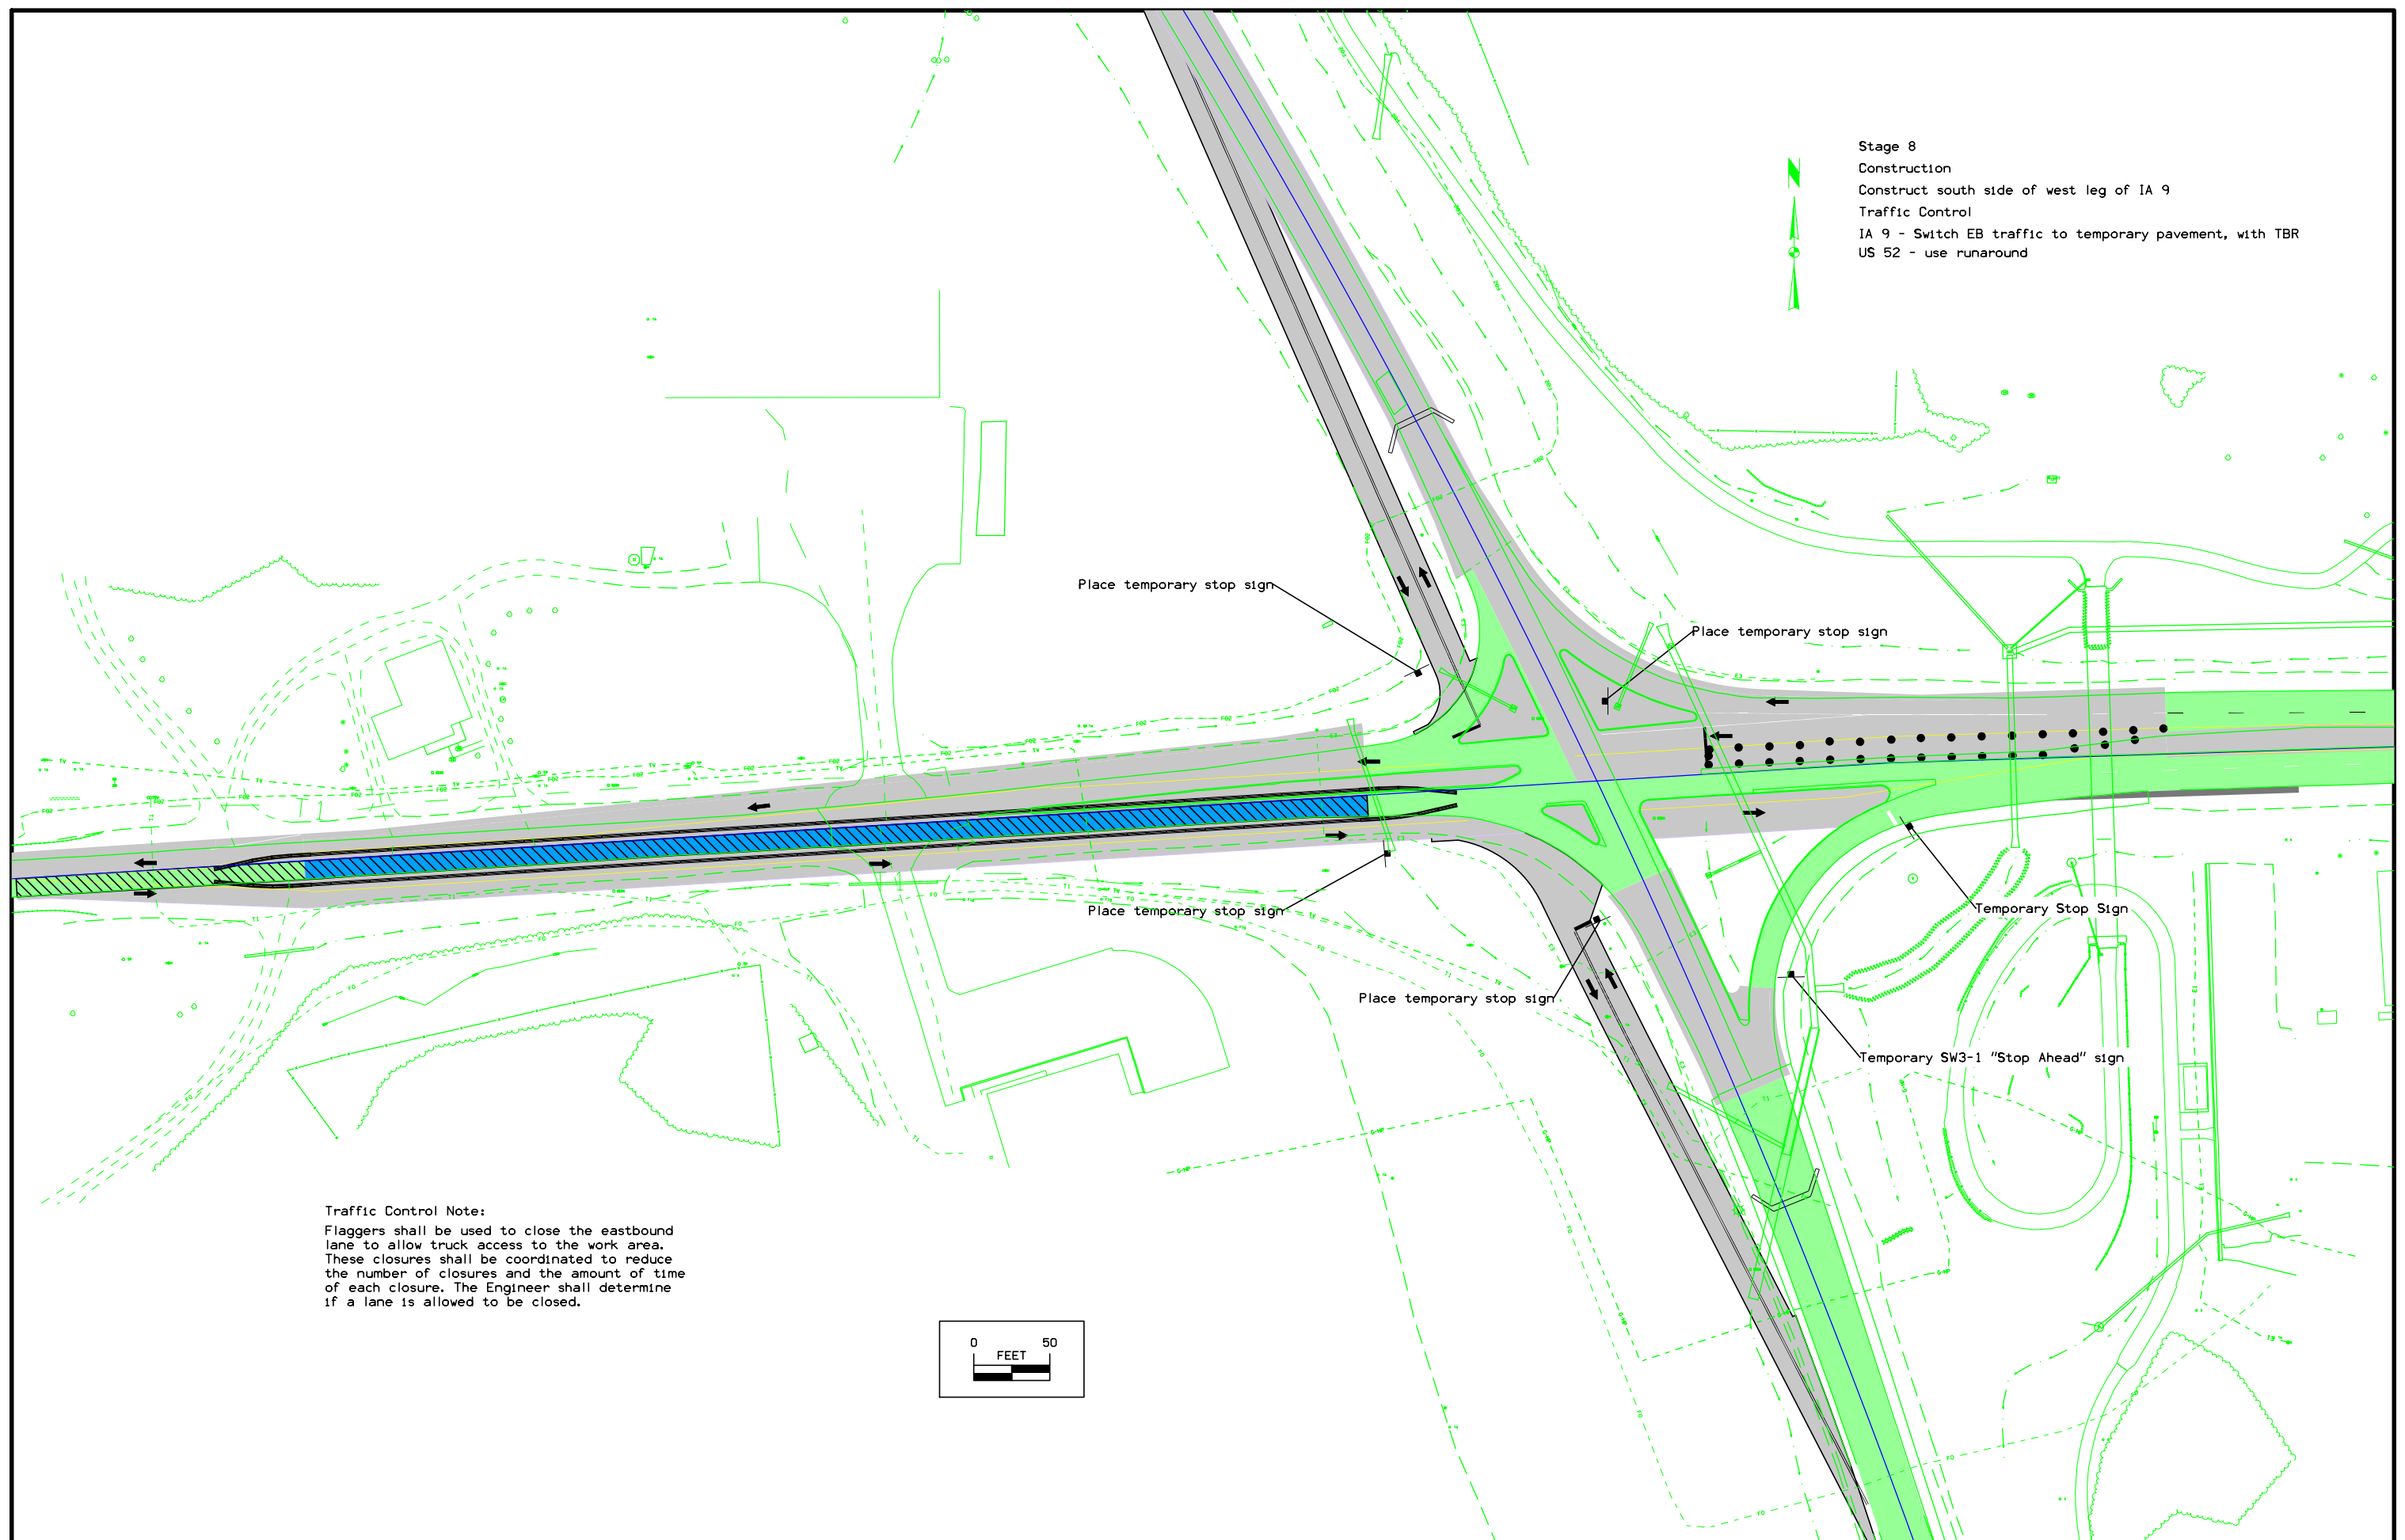 Stage 8
Construction
Construct south side of west leg of IA 9
Traffic Control
IA 9 - Switch EB traffic to temporary pavement, with TBR
US 52 - use runaround
Place temporary stop sign
Place temporary stop sign
Place temporary stop sign
Temporary Stop Sign
Place temporary stop sign
Temporary SW3-1 "Stop Ahead" sign
Traffic Control Note:
Flaggers shall be used to close the eastbound
lane to allow truck access to the work area.
These closures shall be coordinated to reduce
the number of closures and the amount of time
of each closure. The Engineer shall determine
if a lane is allowed to be closed.
0 50
FEET